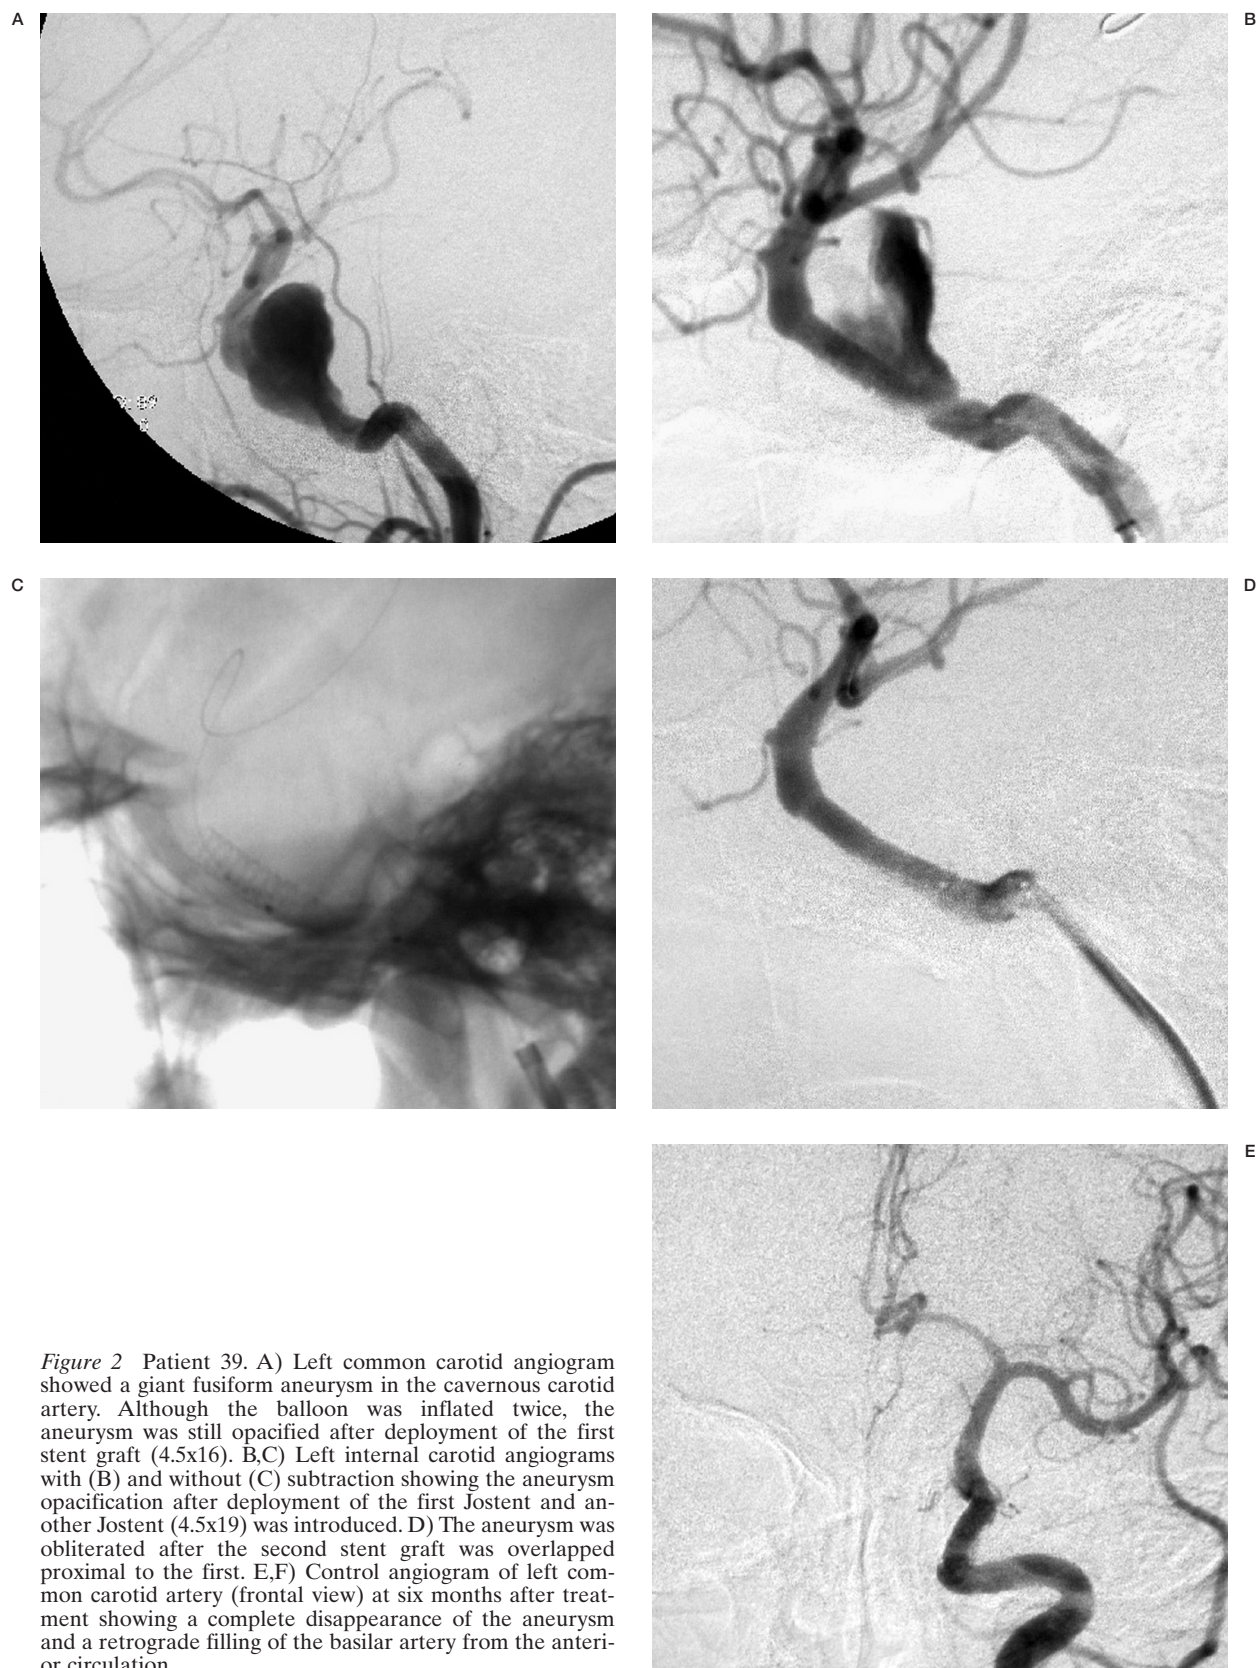 A
B
C
D
E
Figure 2 Patient 39. A) Left common carotid angiogram
showed a giant fusiform aneurysm in the cavernous carotid
artery. Although the balloon was inflated twice, the
aneurysm was still opacified after deployment of the first
stent graft (4.5x16). B,C) Left internal carotid angiograms
with (B) and without (C) subtraction showing the aneurysm
opacification after deployment of the first Jostent and an-
other Jostent (4.5x19) was introduced. D) The aneurysm was
obliterated after the second stent graft was overlapped
proximal to the first. E,F) Control angiogram of left com-
mon carotid artery (frontal view) at six months after treat-
ment showing a complete disappearance of the aneurysm
and a retrograde filling of the basilar artery from the anteri-
or circulation.